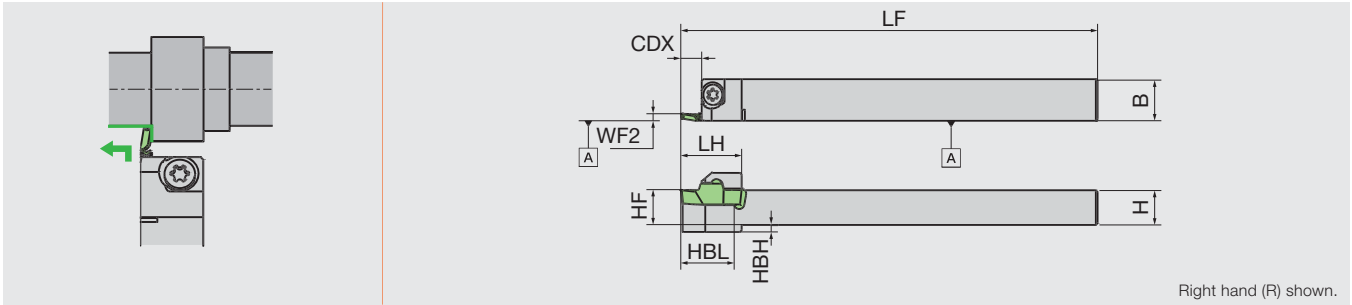 LF
CDX
B
WF2
A
LH
A
HF
H
HBL
HBH
Right hand (R) shown.